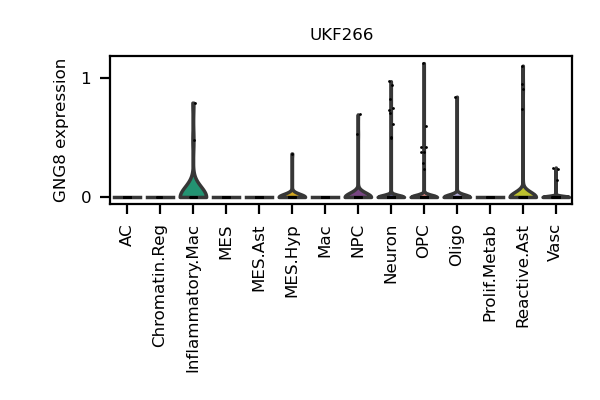 UKF266
GNG8 expression
1
0
AC
Chromatin.Reg
Inflammatory.Mac
MES
MES.Ast
MES.Hyp
Mac
NPC
Neuron
OPC
Oligo
Prolif.Metab
Reactive.Ast
Vasc